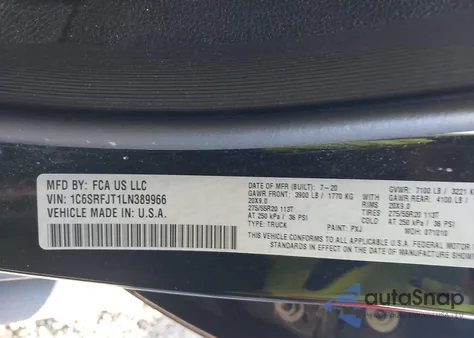 MFD BY: FCA US LLC
VIN: 1C6SRFJT1LN389966
VEHICLE MADE IN U.S.A.
DATE OF MFR (BUILT): 7-20
GVWR: 7100 LB / 3221
GAWR FRONT: 3900 LB / 1770 KG
GAWR REAR: 4100 LB /
20X9.0
RIMS
20X9.0
275/55R20 113T
TIRES
275/55R20 113T
AT 250 kPa / 36 PSI
AT 250 kPa / 36 PSI
TYPE: TRUCK
PAINT: PXJ
MDH: 071010
THIS VEHICLE CONFORMS TO ALL APPLICABLE U.S.A. FEDERAL MOTOR
STANDARDS IN EFFECT ON THE DATE OF MANUFACTURE SHOW
autoSnap